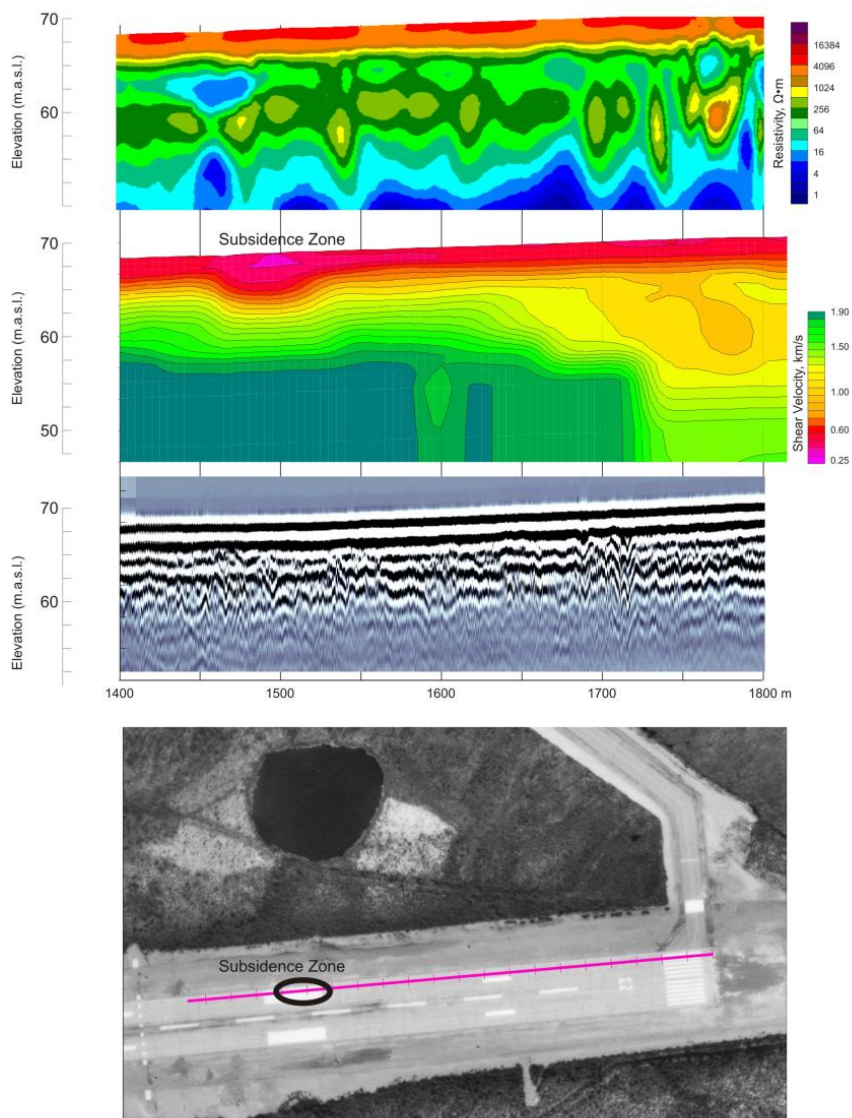 70
60
Elevation (m.a.s.l.)
16384
4096
1024
256
64
16
4
1
Resistivity, Ω•m
Subsidence Zone
70
60
50
Elevation (m.a.s.l.)
1.90
1.50
1.00
0.60
0.25
Shear Velocity, km/s
70
60
Elevation (m.a.s.l.)
1400 1500 1600 1700 1800 m
Subsidence Zone